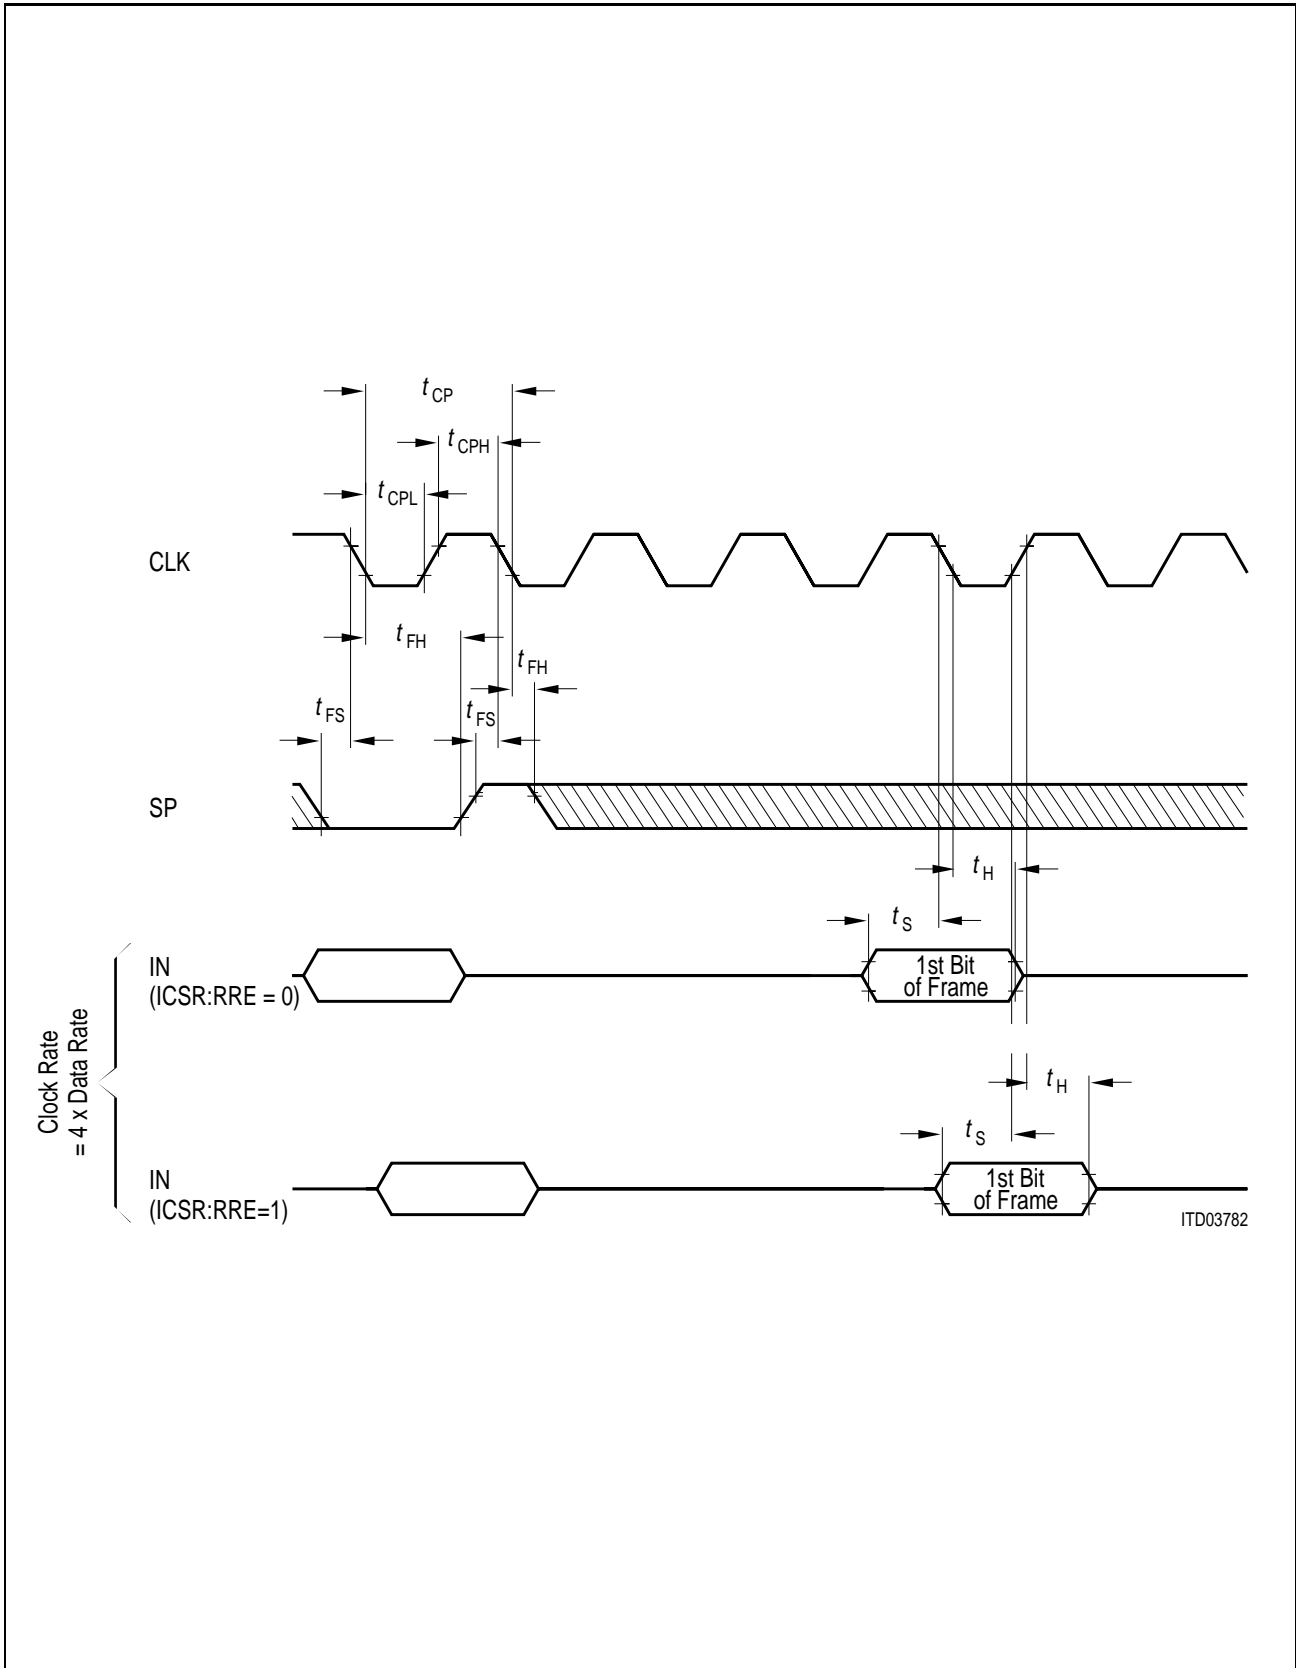 t CP
t CPH
t CPL
CLK
t FH
t FH
t FS
t FS
SP
t H
t S
IN
(ICSR:RRE = 0)
1st Bit
of Frame
Clock Rate
= 4 x Data Rate
t H
t S
IN
(ICSR:RRE=1)
1st Bit
of Frame
ITD03782